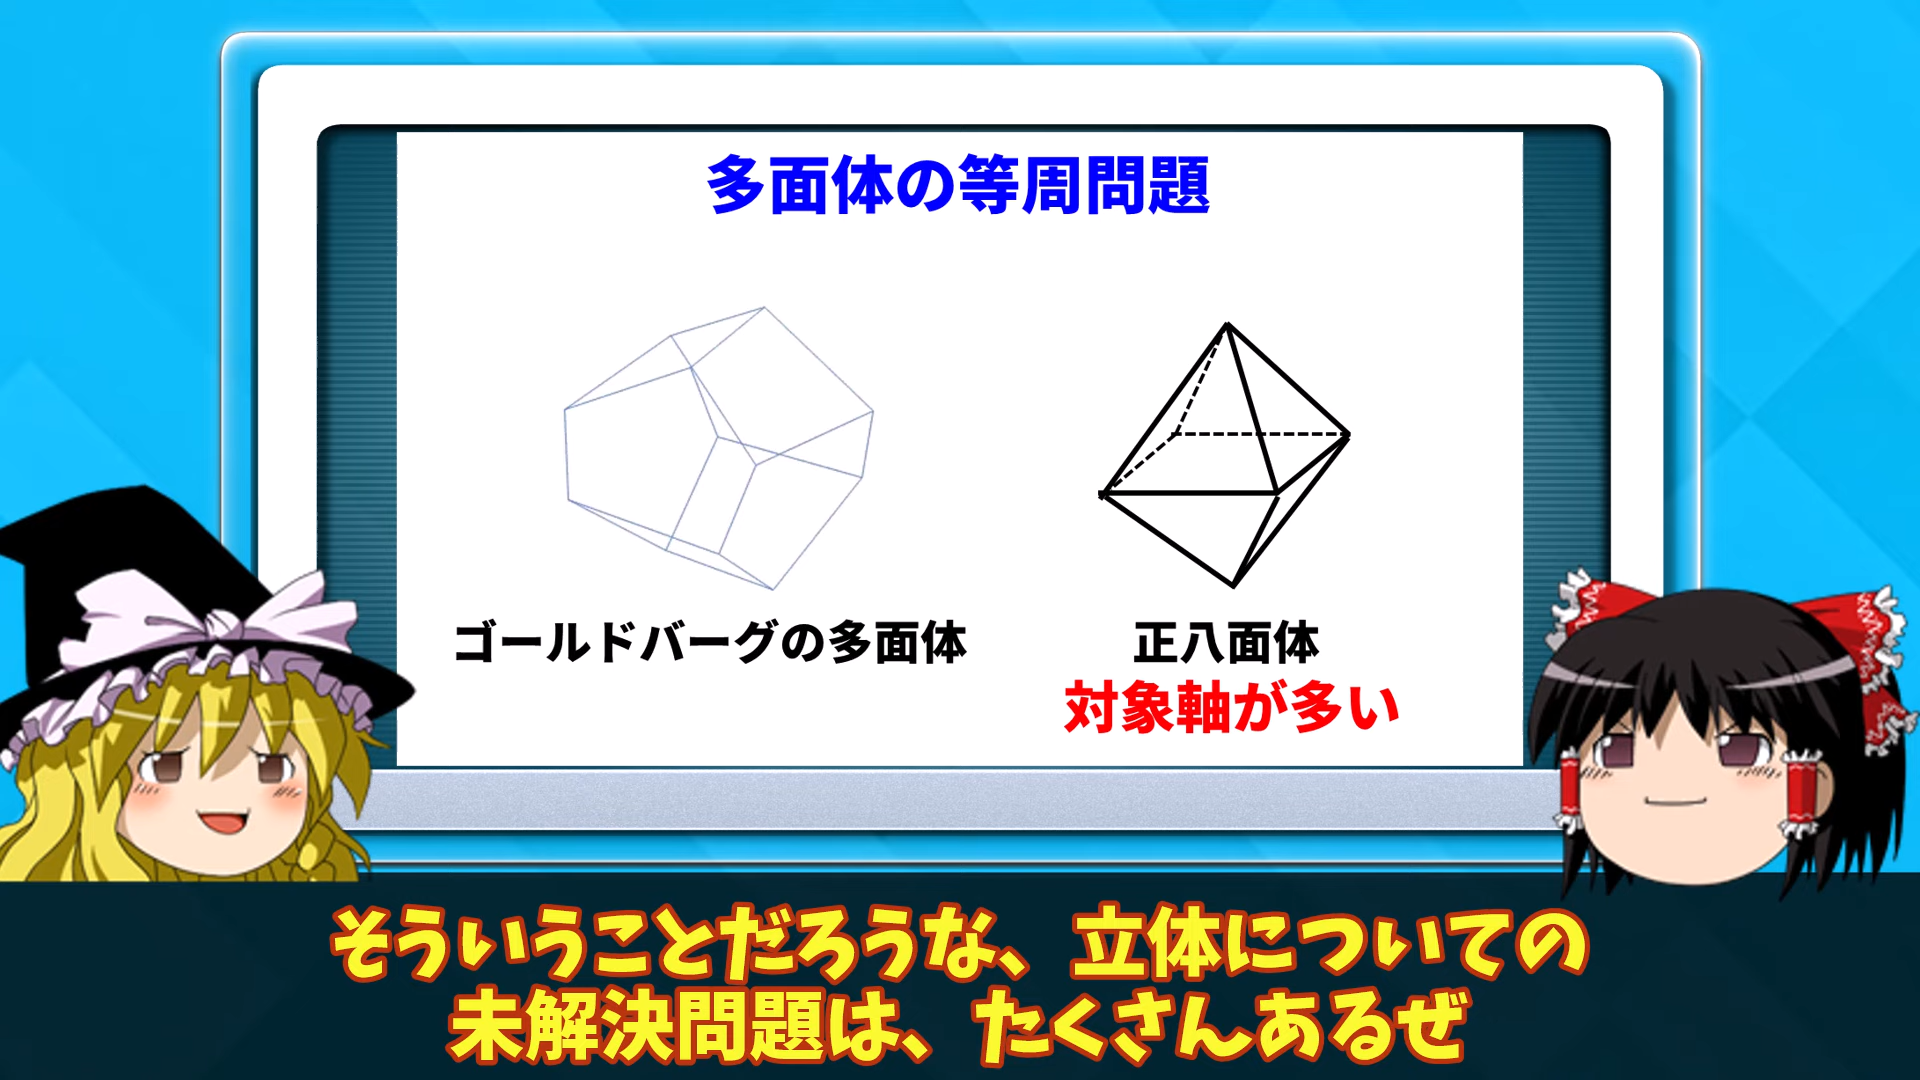 多面体の等周問題
ゴールドバーグの多面体
正八面体
対象軸が多い
そういうことだろうな、立体についての
未解決問題は、たくさんあるぜ